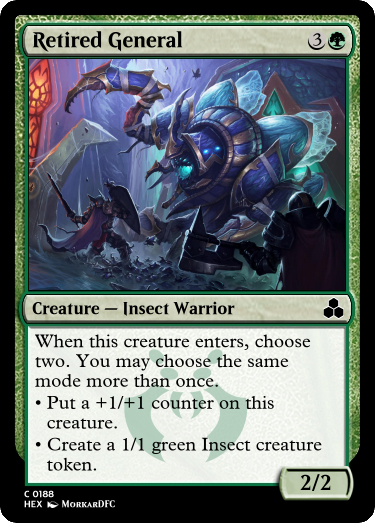 Retired General 3
Creature — Insect Warrior
When this creature enters, choose
two. You may choose the same
mode more than once.
• Put a +1/+1 counter on this
creature.
• Create a 1/1 green Insect creature
token.
2/2
C 0188
HEX MorkarDFC